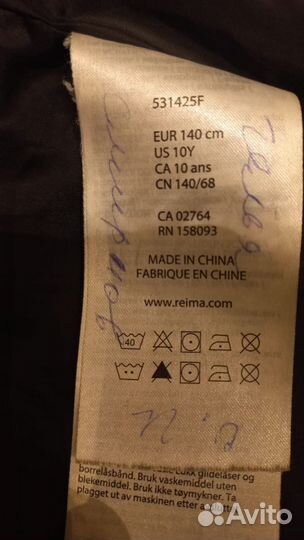 531425F
EUR 140 cm
US 10Y
CA 10 ans
CN 140/68
CA 02764
RN 158093
MADE IN CHINA
FABRIQUE EN CHINE
www.reima.com
40
Смирнов
borrelåsbånd. Bruk vaskemiddel uten
blekemiddel. Ikke bruk tøymykner. Ta
plagget ut av maskinen etter
Avito